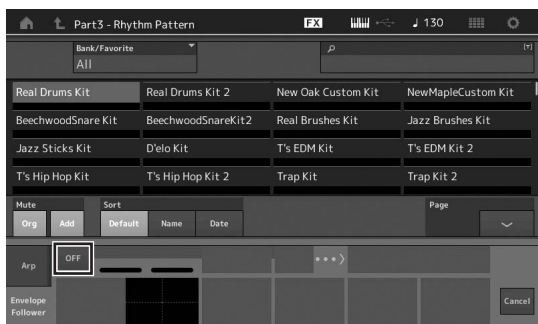 Part3 - Rhythm Pattern FX 130
Bank/Favorite
All
Real Drums Kit Real Drums Kit 2 New Oak Custom Kit NewMapleCustom Kit
BeechwoodSnare Kit BeechwoodSnareKit2 Real Brushes Kit Jazz Brushes Kit
Jazz Sticks Kit D'elo Kit T's EDM Kit T's EDM Kit 2
T's Hip Hop Kit T's Hip Hop Kit 2 Trap Kit Trap Kit 2
Mute Sort Page
Org Add Default Name Date
Arp OFF
Envelope
Follower Cancel